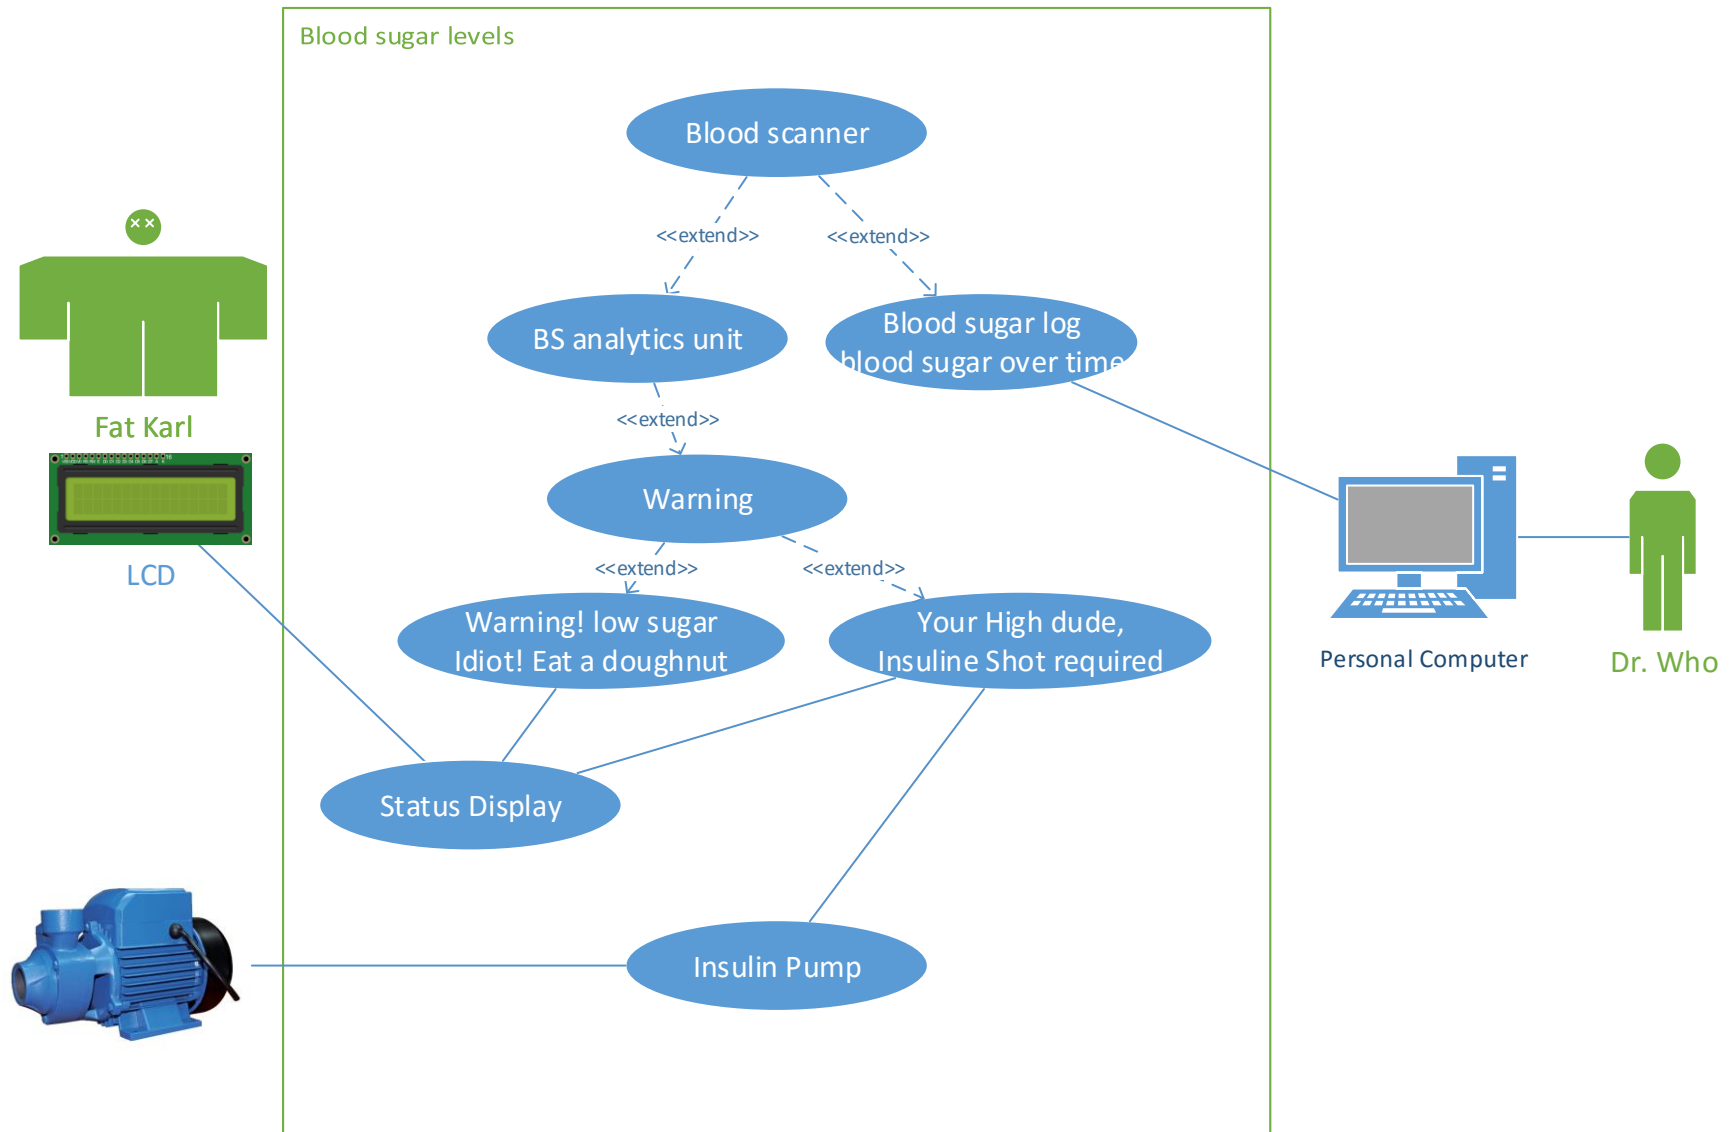 Blood sugar levels
Blood scanner
<<extend>>
<<extend>>
BS analytics unit
Blood sugar log
blood sugar over time
<<extend>>
Fat Karl
Warning
LCD
<<extend>>
<<extend>>
Warning! low sugar
Idiot! Eat a doughnut
Your High dude,
Insuline Shot required
Personal Computer
Dr. Who
Status Display
Insulin Pump